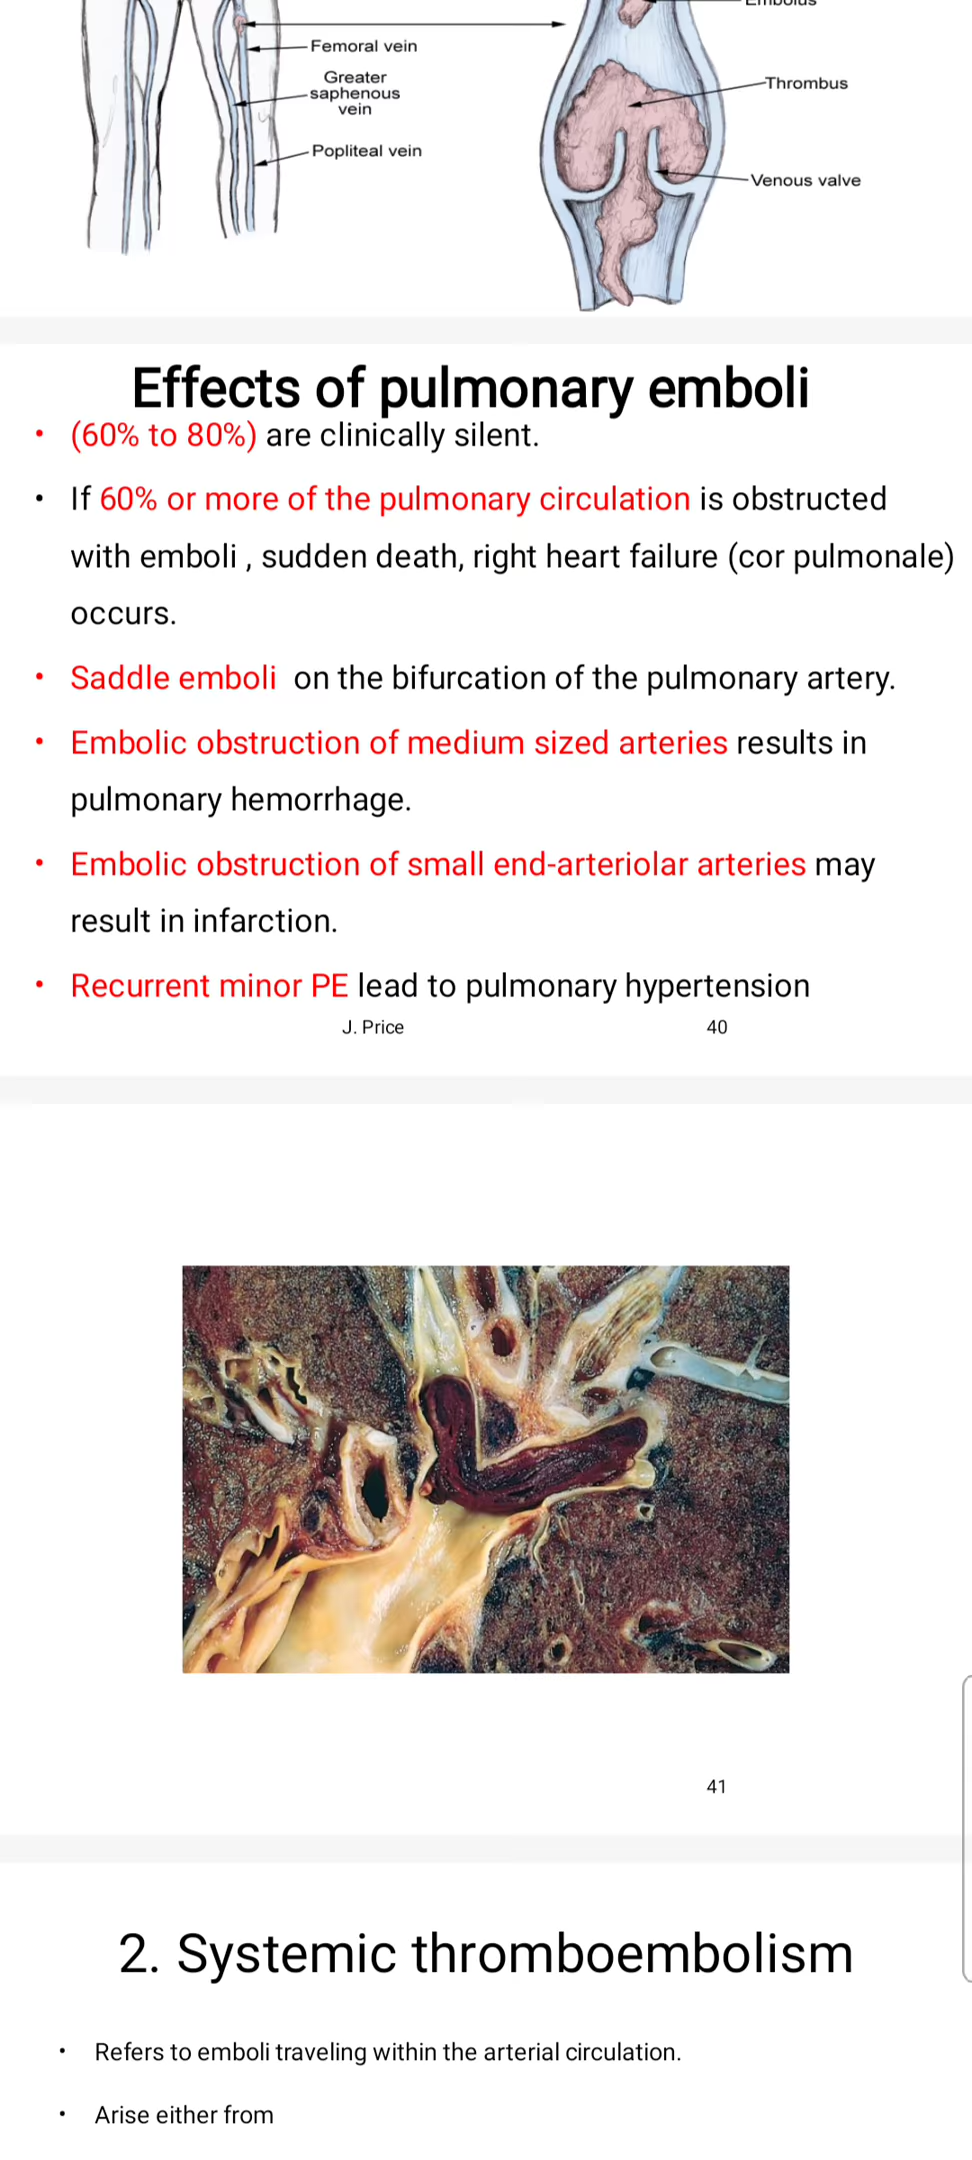 Femoral vein
Greater
saphenous
vein
Popliteal vein
Thrombus
Venous valve
Effects of pulmonary emboli
• (60% to 80%) are clinically silent.
• If 60% or more of the pulmonary circulation is obstructed
with emboli , sudden death, right heart failure (cor pulmonale)
occurs.
• Saddle emboli on the bifurcation of the pulmonary artery.
• Embolic obstruction of medium sized arteries results in
pulmonary hemorrhage.
• Embolic obstruction of small end-arteriolar arteries may
result in infarction.
• Recurrent minor PE lead to pulmonary hypertension
J. Price 40
41
2. Systemic thromboembolism
• Refers to emboli traveling within the arterial circulation.
• Arise either from